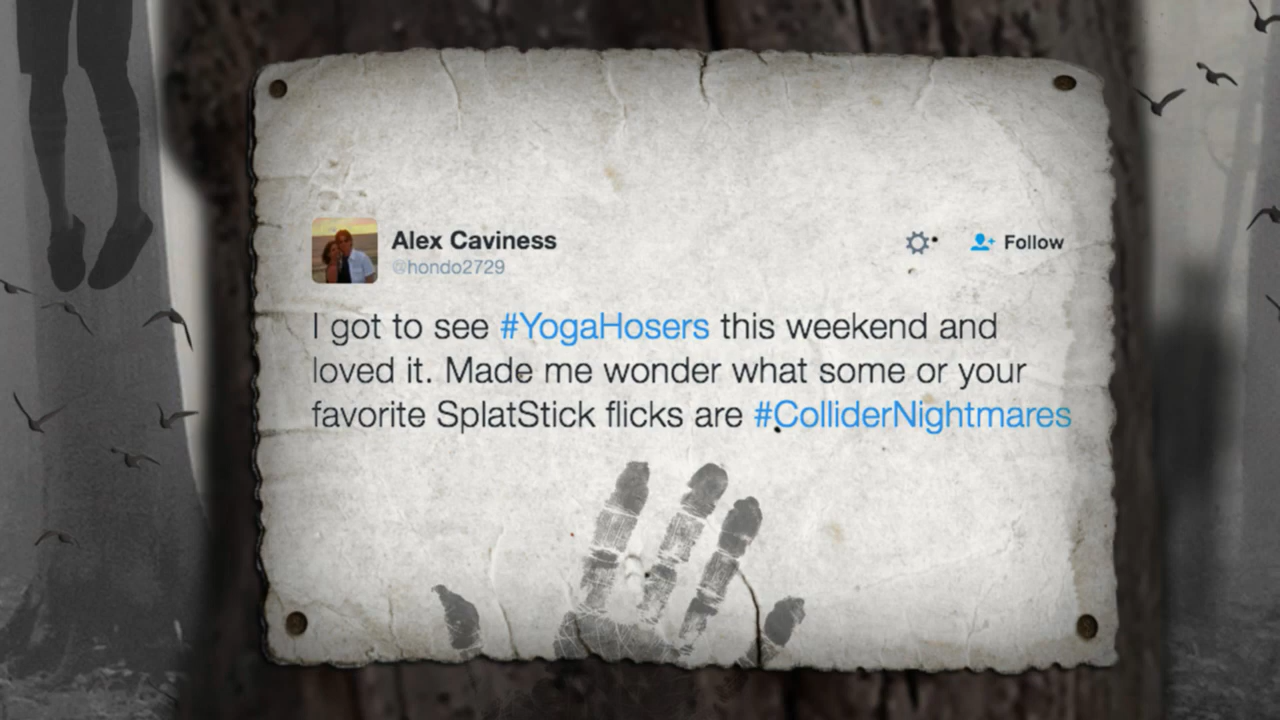 Alex Caviness
@hondo2729
Follow
I got to see #YogaHosers this weekend and
loved it. Made me wonder what some or your
favorite SplatStick flicks are #ColliderNightmares